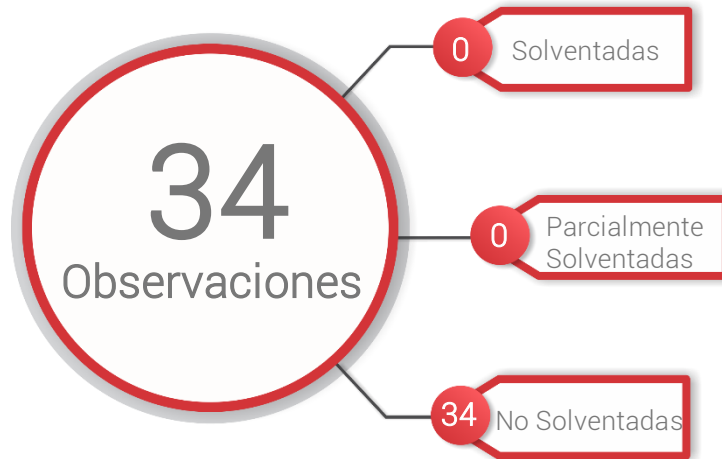 34
Observaciones
0
Solventadas
0
Parcialmente
Solventadas
34
No Solventadas